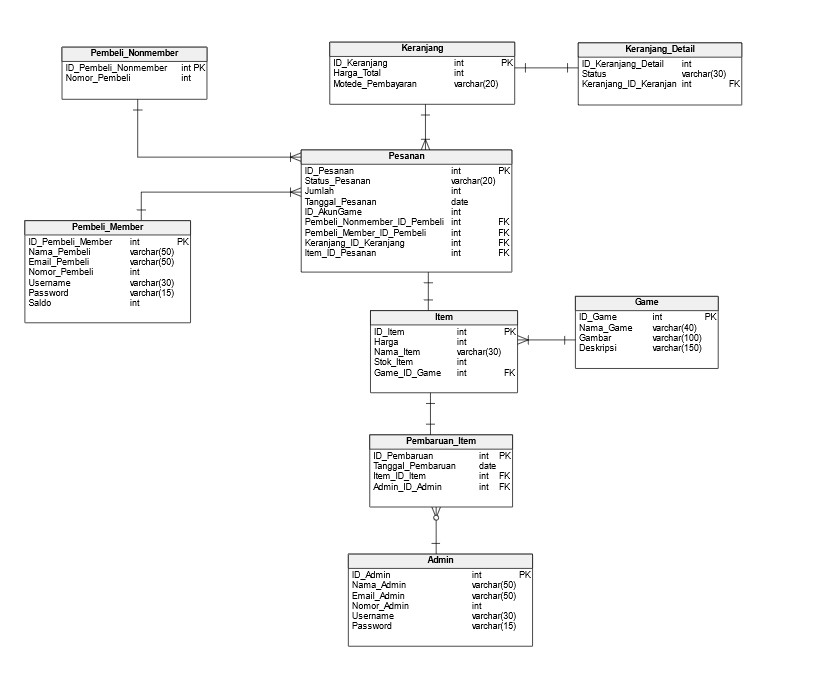 Pembeli_Nonmember
ID_Pembeli_Nonmember int PK
Nomor_Pembeli int
Keranjang
ID_Keranjang int PK
Harga_Total int
Motede_Pembayaran varchar(20)
Keranjang_Detail
ID_Keranjang_Detail int
Status varchar(30)
Keranjang_ID_Keranjan int FK
Pesanan
ID_Pesanan int PK
Status_Pesanan varchar(20)
Jumlah int
Tanggal_Pesanan date
ID_AkunGame int
Pembeli_Nonmember_ID_Pembeli int FK
Pembeli_Member_ID_Pembeli int FK
Keranjang_ID_Keranjang int FK
Item_ID_Pesanan int FK
Pembeli_Member
ID_Pembeli_Member int PK
Nama_Pembeli varchar(50)
Email_Pembeli varchar(50)
Nomor_Pembeli int
Username varchar(30)
Password varchar(15)
Saldo int
Item
ID_Item int PK
Harga int
Nama_Item varchar(30)
Stok_Item int
Game_ID_Game int FK
Game
ID_Game int PK
Nama_Game varchar(40)
Gambar varchar(100)
Deskripsi varchar(150)
Pembaruan_Item
ID_Pembaruan int PK
Tanggal_Pembaruan date
Item_ID_Item int FK
Admin_ID_Admin int FK
Admin
ID_Admin int PK
Nama_Admin varchar(50)
Email_Admin varchar(50)
Nomor_Admin int
Username varchar(30)
Password varchar(15)